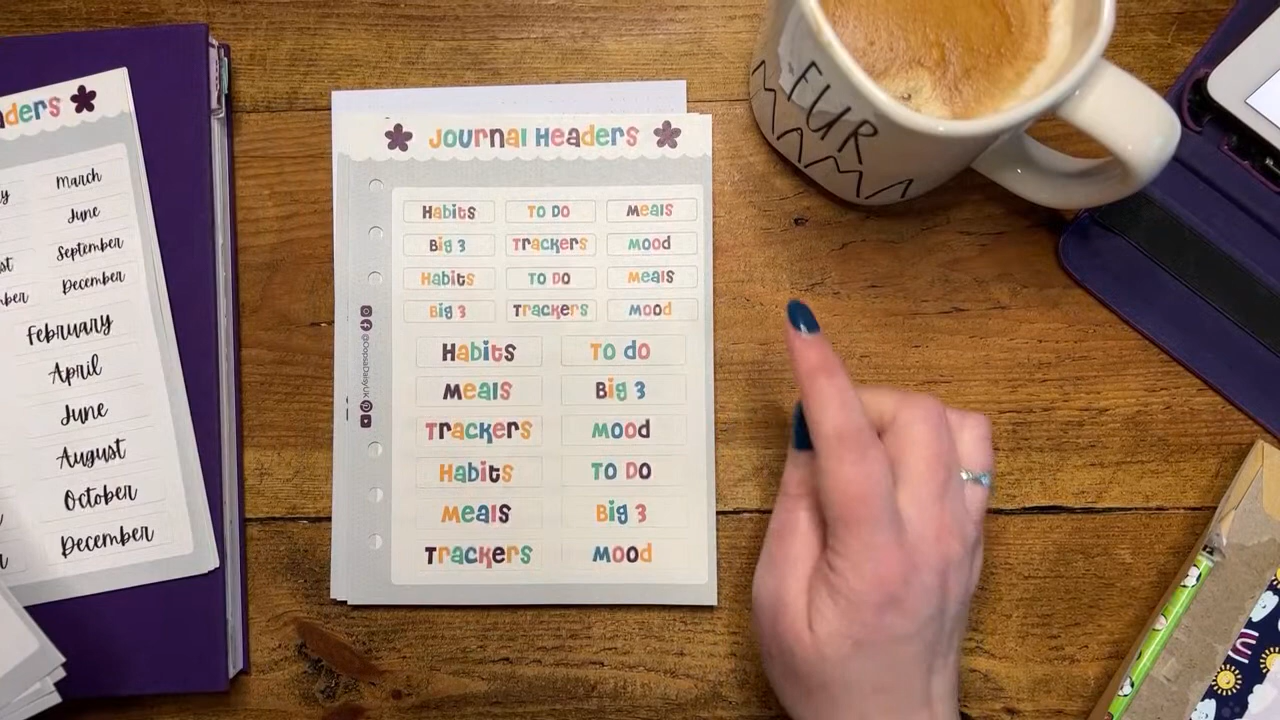 aders
March
June
September
December
February
April
June
August
October
December
Journal Headers
Habits TO DO Meals
Big 3 Trackers Mood
Habits TO DO Meals
Big 3 Trackers Mood
Habits To do
Meals Big 3
Trackers Mood
Habits TO DO
Meals Big 3
Trackers Mood
@OopsaDaisyUK
FUR
MAMA